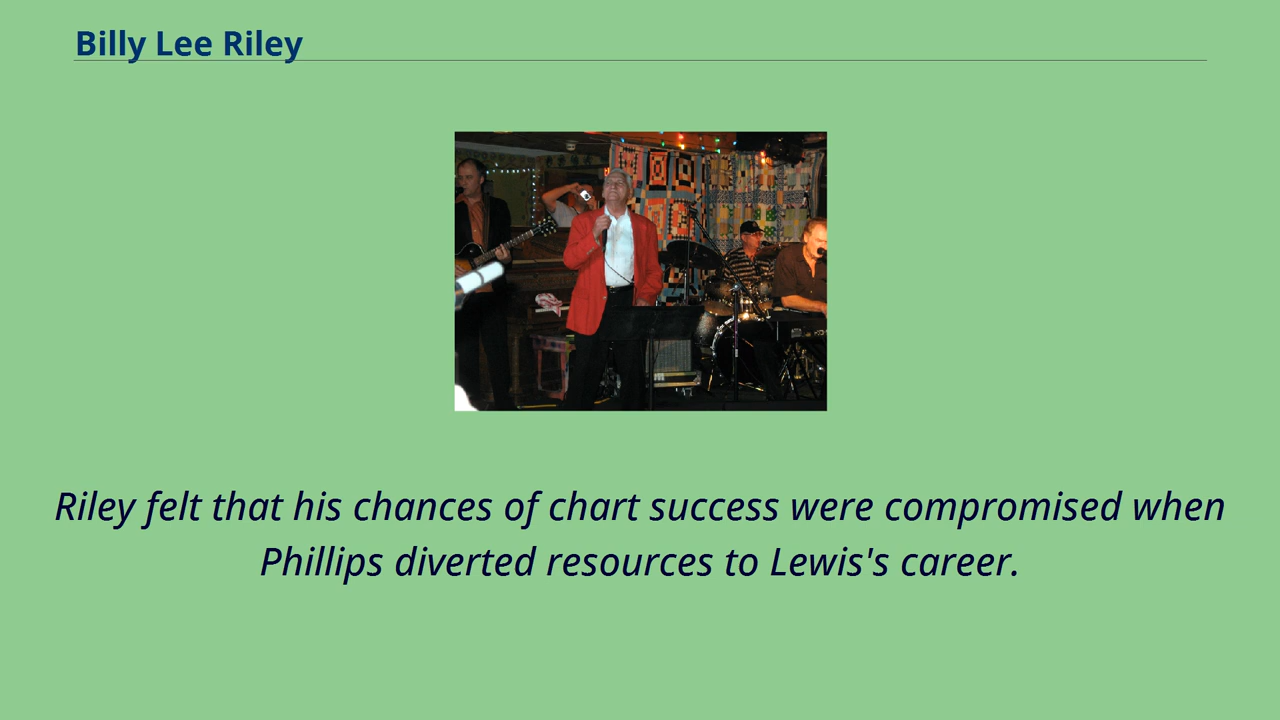 Billy Lee Riley
Riley felt that his chances of chart success were compromised when
Phillips diverted resources to Lewis's career.